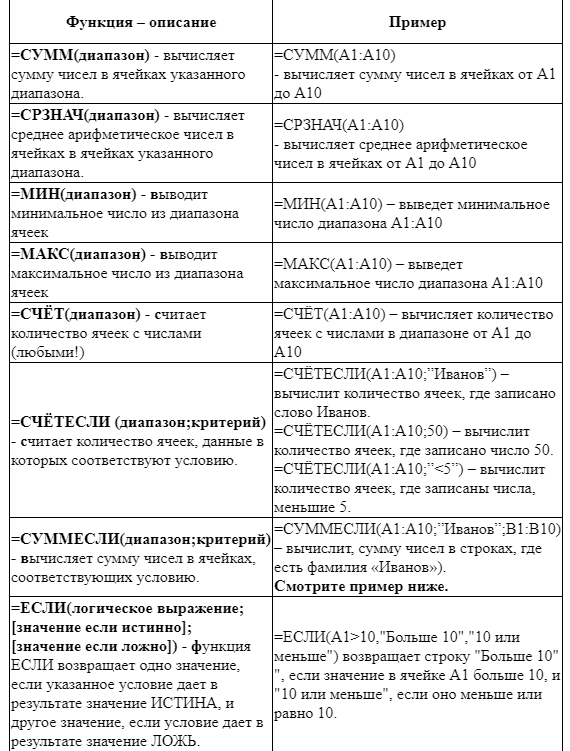 Функция – описание
Пример
=СУММ(диапазон) - вычисляет
сумму чисел в ячейках указанного
диапазона.
=СУММ(A1:A10)
- вычисляет сумму чисел в ячейках от A1
до A10
=СРЗНАЧ(диапазон) - вычисляет
среднее арифметическое чисел в
ячейках в ячейках указанного
диапазона.
=СРЗНАЧ(A1:A10)
- вычисляет среднее арифметическое
чисел в ячейках от A1 до A10
=МИН(диапазон) - выводит
минимальное число из диапазона
ячеек
=МИН(A1:A10) – выведет минимальное
число диапазона A1:A10
=МАКС(диапазон) - выводит
максимальное число из диапазона
ячеек
=МАКС(A1:A10) – выведет
максимальное число диапазона A1:A10
=СЧЁТ(диапазон) - считает
количество ячеек с числами
(любыми!)
=СЧЁТ(A1:A10) – вычисляет количество
ячеек с числами в диапазоне от A1 до
A10
=СЧЁТЕСЛИ (диапазон;критерий)
- считает количество ячеек, данные в
которых соответствуют условию.
=СЧЁТЕСЛИ(A1:A10;”Иванов”) –
вычислит количество ячеек, где записано
слово Иванов.
=СЧЁТЕСЛИ(A1:A10;50) – вычислит
количество ячеек, где записано число 50.
=СЧЁТЕСЛИ(A1:A10;”<5”) – вычислит
количество ячеек, где записаны числа,
меньшие 5.
=СУММЕСЛИ(диапазон;критерий)
- вычисляет сумму чисел в ячейках,
соответствующих условию.
=СУММЕСЛИ(A1:A10;”Иванов”;B1:B10)
– вычислит, сумму чисел в строках, где
есть фамилия «Иванов»).
Смотрите пример ниже.
=ЕСЛИ(логическое выражение;
[значение если истинно];
[значение если ложно]) - функция
ЕСЛИ возвращает одно значение,
если указанное условие дает в
результате значение ИСТИНА, и
другое значение, если условие дает в
результате значение ЛОЖЬ.
=ЕСЛИ(A1>10,"Больше 10","10 или
меньше") возвращает строку "Больше 10"
", если значение в ячейке A1 больше 10, и
"10 или меньше", если оно меньше или
равно 10.